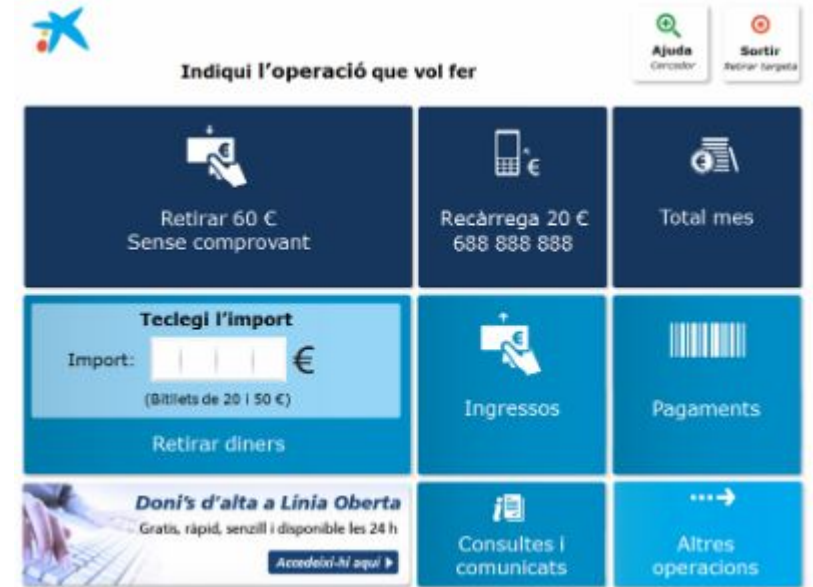 Indiqui l'operació que vol fer
Ajuda
Cercador
Sortir
Retirar targeta
Retirar 60 €
Sense comprovant
Recàrrega 20 €
688 888 888
Total mes
Teclegi l'import
Import: €
(Bitllets de 20 i 50 €)
Retirar diners
Ingressos
Pagaments
Doni's d'alta a Línia Oberta
Gratis, ràpid, senzill i disponible les 24 h
Accedeixi-hi aquí
Consultes i
comunicats
Altres
operacions